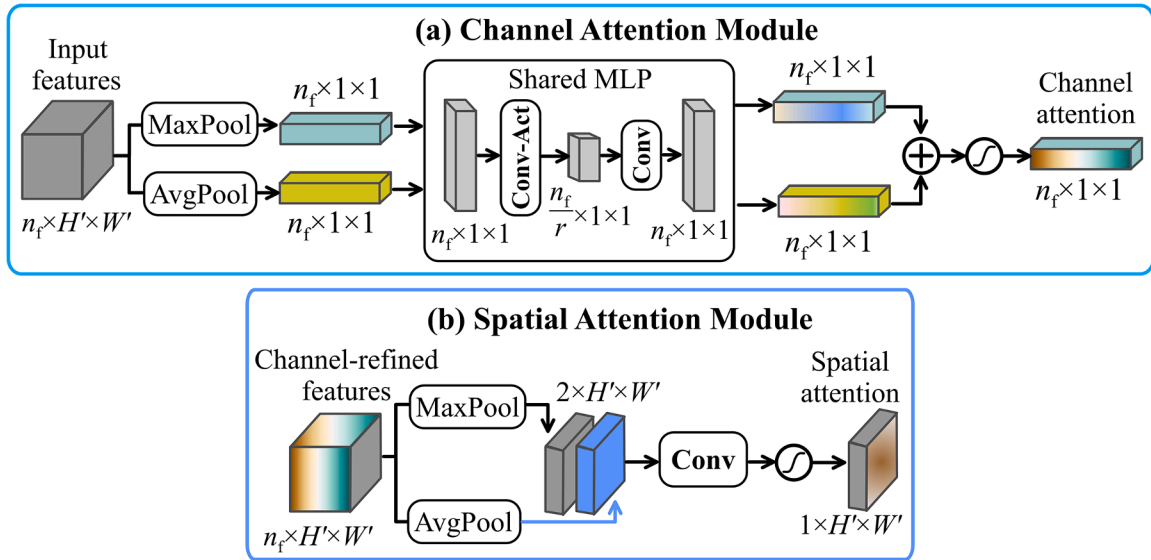 (a) Channel Attention Module
Input
features
n_f×H'×W'
MaxPool
AvgPool
n_f×1×1
n_f×1×1
Shared MLP
n_f×1×1
Conv-Act
n_f/r×1×1
Conv
n_f×1×1
n_f×1×1
n_f×1×1
Channel
attention
n_f×1×1
(b) Spatial Attention Module
Channel-refined
features
n_f×H'×W'
MaxPool
AvgPool
2×H'×W'
Conv
Spatial
attention
1×H'×W'